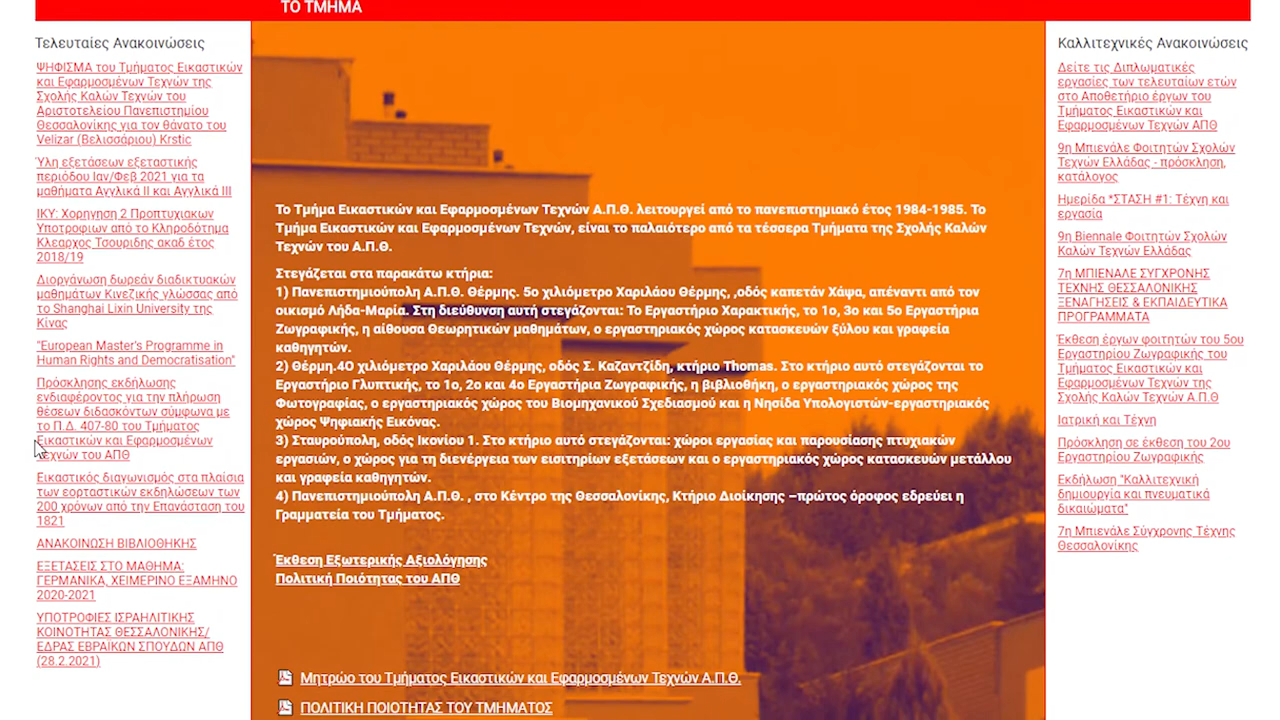 ΤΟ ΤΜΗΜΑ
Τελευταίες Ανακοινώσεις
ΨΗΦΙΣΜΑ του Τμήματος Εικαστικών
και Εφαρμοσμένων Τεχνών της
Σχολής Καλών Τεχνών του
Αριστοτελείου Πανεπιστημίου
Θεσσαλονίκης για τον θάνατο του
Velizar (Βελισσάριου) Krstic
Ύλη εξετάσεων εξεταστικής
περιόδου Ιαν/Φεβ 2021 για τα
μαθήματα Αγγλικά ΙΙ και Αγγλικά ΙΙΙ
ΙΚΥ: Χορηγηση 2 Προπτυχιακων
Υποτροφιων από το Κληροδότημα
Κλεαρχος Τσουριδης ακαδ έτος
2018/19
Διοργάνωση δωρεάν διαδικτυακών
μαθημάτων Κινεζικής γλώσσας από
το Shanghai Lixin University της
Κίνας
"European Master's Programme in
Human Rights and Democratisation"
Πρόσκλησης εκδήλωσης
ενδιαφέροντος για την πλήρωση
θέσεων διδασκόντων σύμφωνα με
το Π.Δ. 407-80 του Τμήματος
Εικαστικών και Εφαρμοσμένων
Τεχνών του ΑΠΘ
Εικαστικός διαγωνισμός στα πλαίσια
των εορταστικών εκδηλώσεων των
200 χρόνων από την Επανάσταση του
1821
ΑΝΑΚΟΙΝΩΣΗ ΒΙΒΛΙΟΘΗΚΗΣ
ΕΞΕΤΑΣΕΙΣ ΣΤΟ ΜΑΘΗΜΑ:
ΓΕΡΜΑΝΙΚΑ, ΧΕΙΜΕΡΙΝΟ ΕΞΑΜΗΝΟ
2020-2021
ΥΠΟΤΡΟΦΙΕΣ ΙΣΡΑΗΛΙΤΙΚΗΣ
ΚΟΙΝΟΤΗΤΑΣ ΘΕΣΣΑΛΟΝΙΚΗΣ/
ΕΔΡΑΣ ΕΒΡΑΪΚΩΝ ΣΠΟΥΔΩΝ ΑΠΘ
(28.2.2021)
Το Τμήμα Εικαστικών και Εφαρμοσμένων Τεχνών Α.Π.Θ. λειτουργεί από το πανεπιστημιακό έτος 1984-1985. Το
Τμήμα Εικαστικών και Εφαρμοσμένων Τεχνών, είναι το παλαιότερο από τα τέσσερα Τμήματα της Σχολής Καλών
Τεχνών του Α.Π.Θ.
Στεγάζεται στα παρακάτω κτήρια:
1) Πανεπιστημιούπολη Α.Π.Θ. Θέρμης. 5ο χιλιόμετρο Χαριλάου Θέρμης, ,οδός καπετάν Χάψα, απέναντι από τον
οικισμό Λήδα-Μαρία. Στη διεύθυνση αυτή στεγάζονται: Το Εργαστήριο Χαρακτικής, το 1ο, 3ο και 5ο Εργαστήρια
Ζωγραφικής, η αίθουσα Θεωρητικών μαθημάτων, ο εργαστηριακός χώρος κατασκευών ξύλου και γραφεία
καθηγητών.
2) Θέρμη.4Ο χιλιόμετρο Χαριλάου Θέρμης, οδός Σ. Καζαντζίδη, κτήριο Thomas. Στο κτήριο αυτό στεγάζονται το
Εργαστήριο Γλυπτικής, το 1ο, 2ο και 4ο Εργαστήρια Ζωγραφικής, η βιβλιοθήκη, ο εργαστηριακός χώρος της
Φωτογραφίας, ο εργαστηριακός χώρος του Βιομηχανικού Σχεδιασμού και η Νησίδα Υπολογιστών-εργαστηριακός
χώρος Ψηφιακής Εικόνας.
3) Σταυρούπολη, οδός Ικονίου 1. Στο κτήριο αυτό στεγάζονται: χώροι εργασίας και παρουσίασης πτυχιακών
εργασιών, ο χώρος για τη διενέργεια των εισιτηρίων εξετάσεων και ο εργαστηριακός χώρος κατασκευών μετάλλου
και γραφεία καθηγητών.
4) Πανεπιστημιούπολη Α.Π.Θ. , στο Κέντρο της Θεσσαλονίκης, Κτήριο Διοίκησης –πρώτος όροφος εδρεύει η
Γραμματεία του Τμήματος.
Έκθεση Εξωτερικής Αξιολόγησης
Πολιτική Ποιότητας του ΑΠΘ
Μητρώο του Τμήματος Εικαστικών και Εφαρμοσμένων Τεχνών Α.Π.Θ.
ΠΟΛΙΤΙΚΗ ΠΟΙΟΤΗΤΑΣ ΤΟΥ ΤΜΗΜΑΤΟΣ
Καλλιτεχνικές Ανακοινώσεις
Δείτε τις Διπλωματικές
εργασίες των τελευταίων ετών
στο Αποθετήριο έργων του
Τμήματος Εικαστικών και
Εφαρμοσμένων Τεχνών ΑΠΘ
9η Μπιενάλε Φοιτητών Σχολών
Τεχνών Ελλάδας - πρόσκληση,
κατάλογος
Ημερίδα *ΣΤΑΣΗ #1: Τέχνη και
εργασία
9η Biennale Φοιτητών Σχολών
Καλών Τεχνών Ελλάδας
7η ΜΠΙΕΝΑΛΕ ΣΥΓΧΡΟΝΗΣ
ΤΕΧΝΗΣ ΘΕΣΣΑΛΟΝΙΚΗΣ
ΞΕΝΑΓΗΣΕΙΣ & ΕΚΠΑΙΔΕΥΤΙΚΑ
ΠΡΟΓΡΑΜΜΑΤΑ
Έκθεση έργων φοιτητών του 5ου
Εργαστηρίου Ζωγραφικής του
Τμήματος Εικαστικών και
Εφαρμοσμένων Τεχνών της
Σχολής Καλών Τεχνών Α.Π.Θ
Ιατρική και Τέχνη
Πρόσκληση σε έκθεση του 2ου
Εργαστηρίου Ζωγραφικής
Εκδήλωση "Καλλιτεχνική
δημιουργία και πνευματικά
δικαιώματα"
7η Μπιενάλε Σύγχρονης Τέχνης
Θεσσαλονίκης